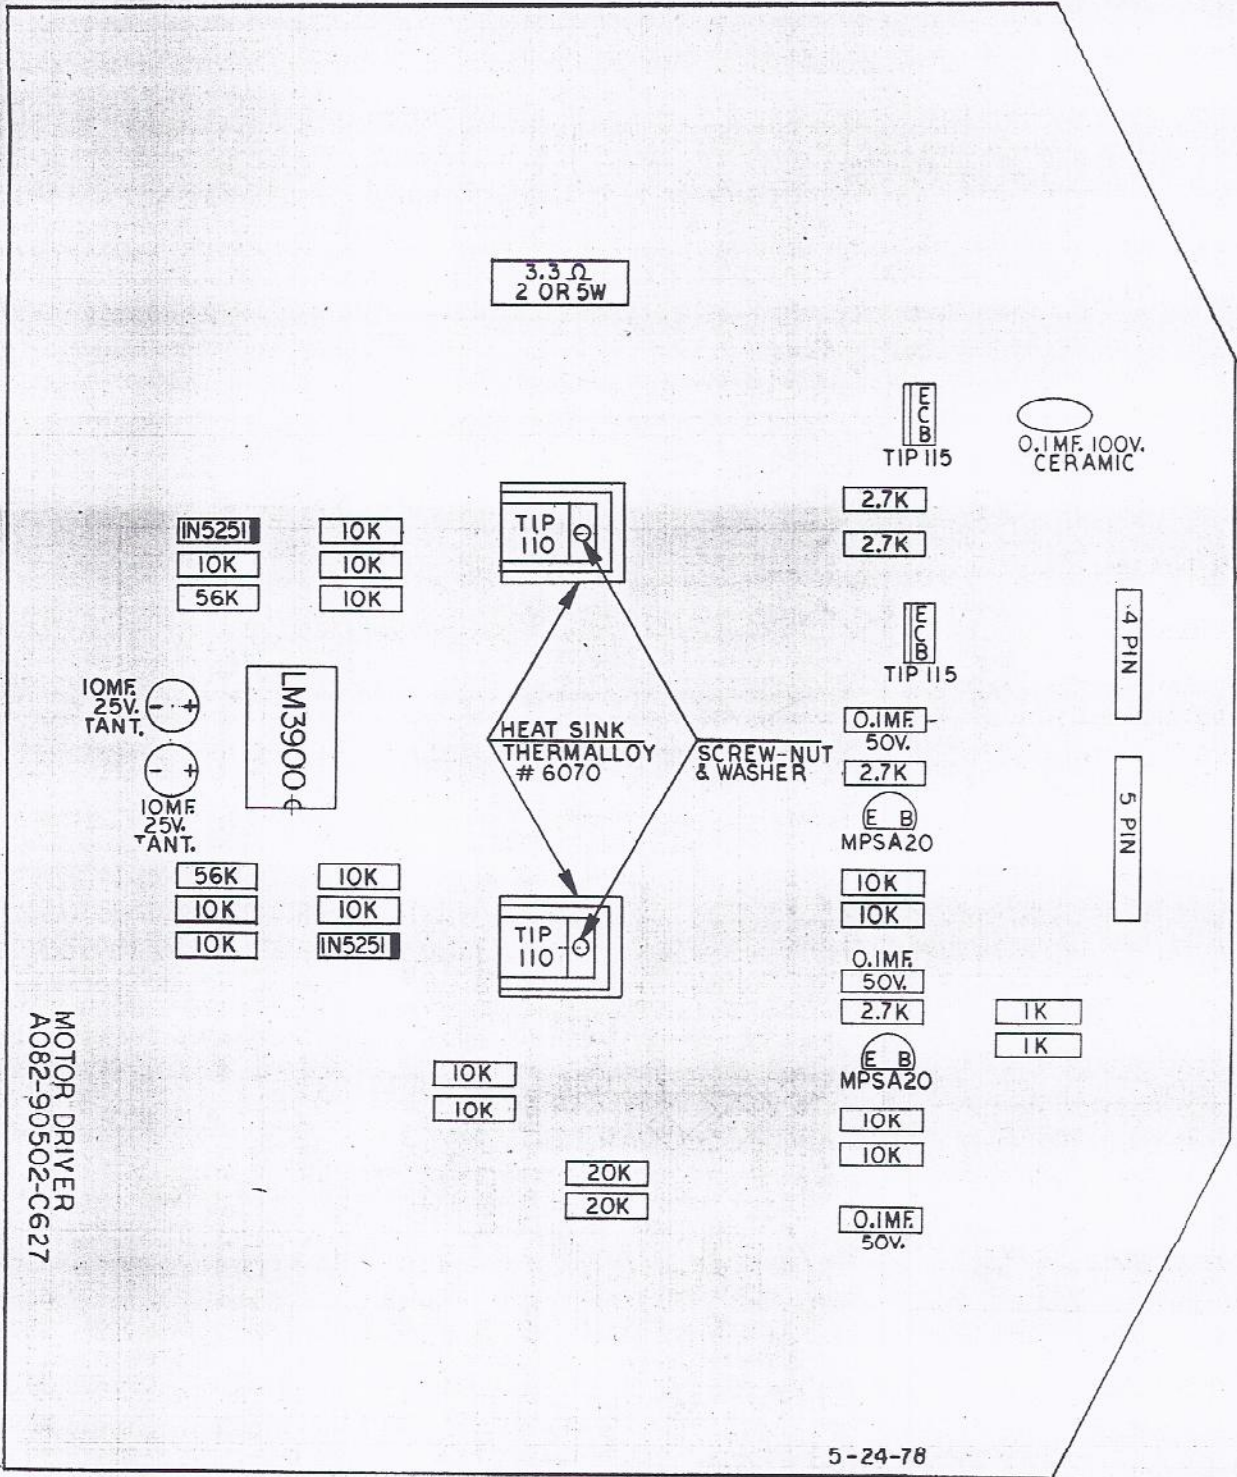 3.3 Ω
2 OR 5W
E
C
B
TIP 115
0.1MF. 100V.
CERAMIC
2.7K
2.7K
TIP
110
IN5251
10K
10K
10K
56K
10K
E
C
B
TIP 115
4 PIN
10MF.
25V.
TANT.
- +
LM3900
HEAT SINK
THERMALLOY
# 6070
SCREW-NUT
& WASHER
0.1MF.
50V.
2.7K
- +
10MF.
25V.
TANT.
5 PIN
E B
MPSA20
56K
10K
10K
10K
10K
IN5251
TIP
110
10K
10K
0.1MF.
50V.
2.7K
1K
1K
E B
MPSA20
10K
10K
10K
10K
20K
20K
0.1MF.
50V.
MOTOR DRIVER
A082-90502-C627
5-24-78